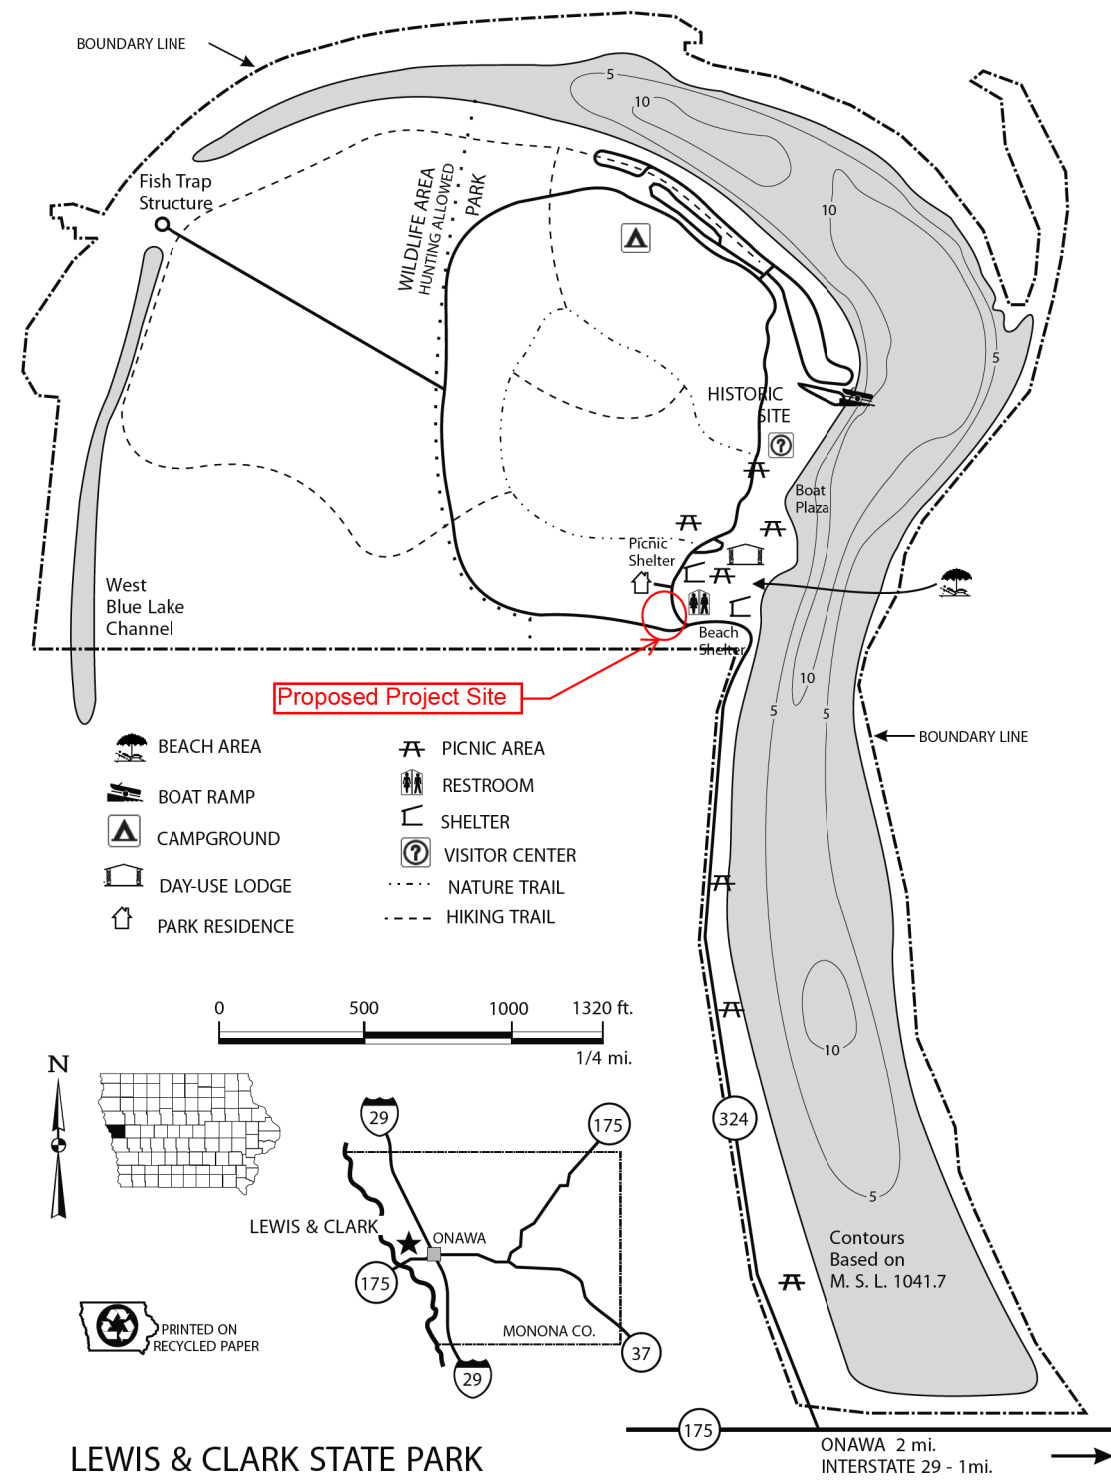 BOUNDARY LINE
5
10
Fish Trap
Structure
WILDLIFE AREA
HUNTING ALLOWED
PARK
10
5
HISTORIC
SITE
?
Boat
Plaza
Picnic
Shelter
West
Blue Lake
Channel
Beach
Shelter
Proposed Project Site
10
5
5
BOUNDARY LINE
BEACH AREA
BOAT RAMP
CAMPGROUND
DAY-USE LODGE
PARK RESIDENCE
PICNIC AREA
RESTROOM
SHELTER
? VISITOR CENTER
NATURE TRAIL
HIKING TRAIL
0 500 1000 1320 ft.
1/4 mi.
10
N
29
175
324
5
LEWIS & CLARK
ONAWA
175
Contours
Based on
M. S. L. 1041.7
PRINTED ON
RECYCLED PAPER
MONONA CO.
37
29
175
LEWIS & CLARK STATE PARK
ONAWA 2 mi.
INTERSTATE 29 - 1mi.